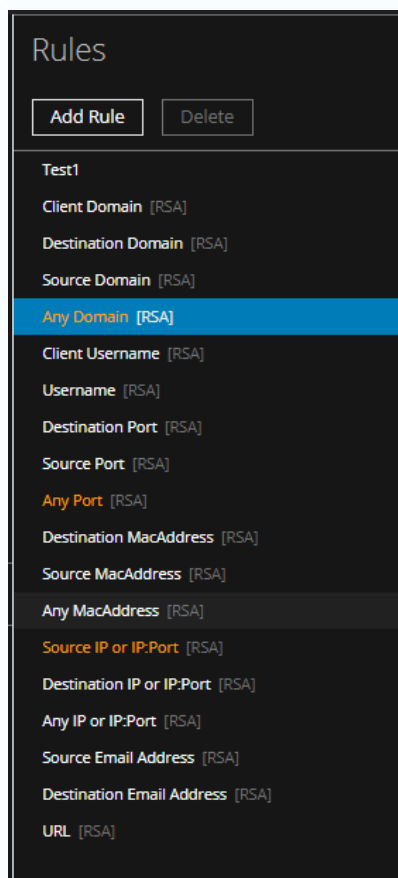 Rules
Add Rule Delete
Test1
Client Domain [RSA]
Destination Domain [RSA]
Source Domain [RSA]
Any Domain [RSA]
Client Username [RSA]
Username [RSA]
Destination Port [RSA]
Source Port [RSA]
Any Port [RSA]
Destination MacAddress [RSA]
Source MacAddress [RSA]
Any MacAddress [RSA]
Source IP or IP:Port [RSA]
Destination IP or IP:Port [RSA]
Any IP or IP:Port [RSA]
Source Email Address [RSA]
Destination Email Address [RSA]
URL [RSA]